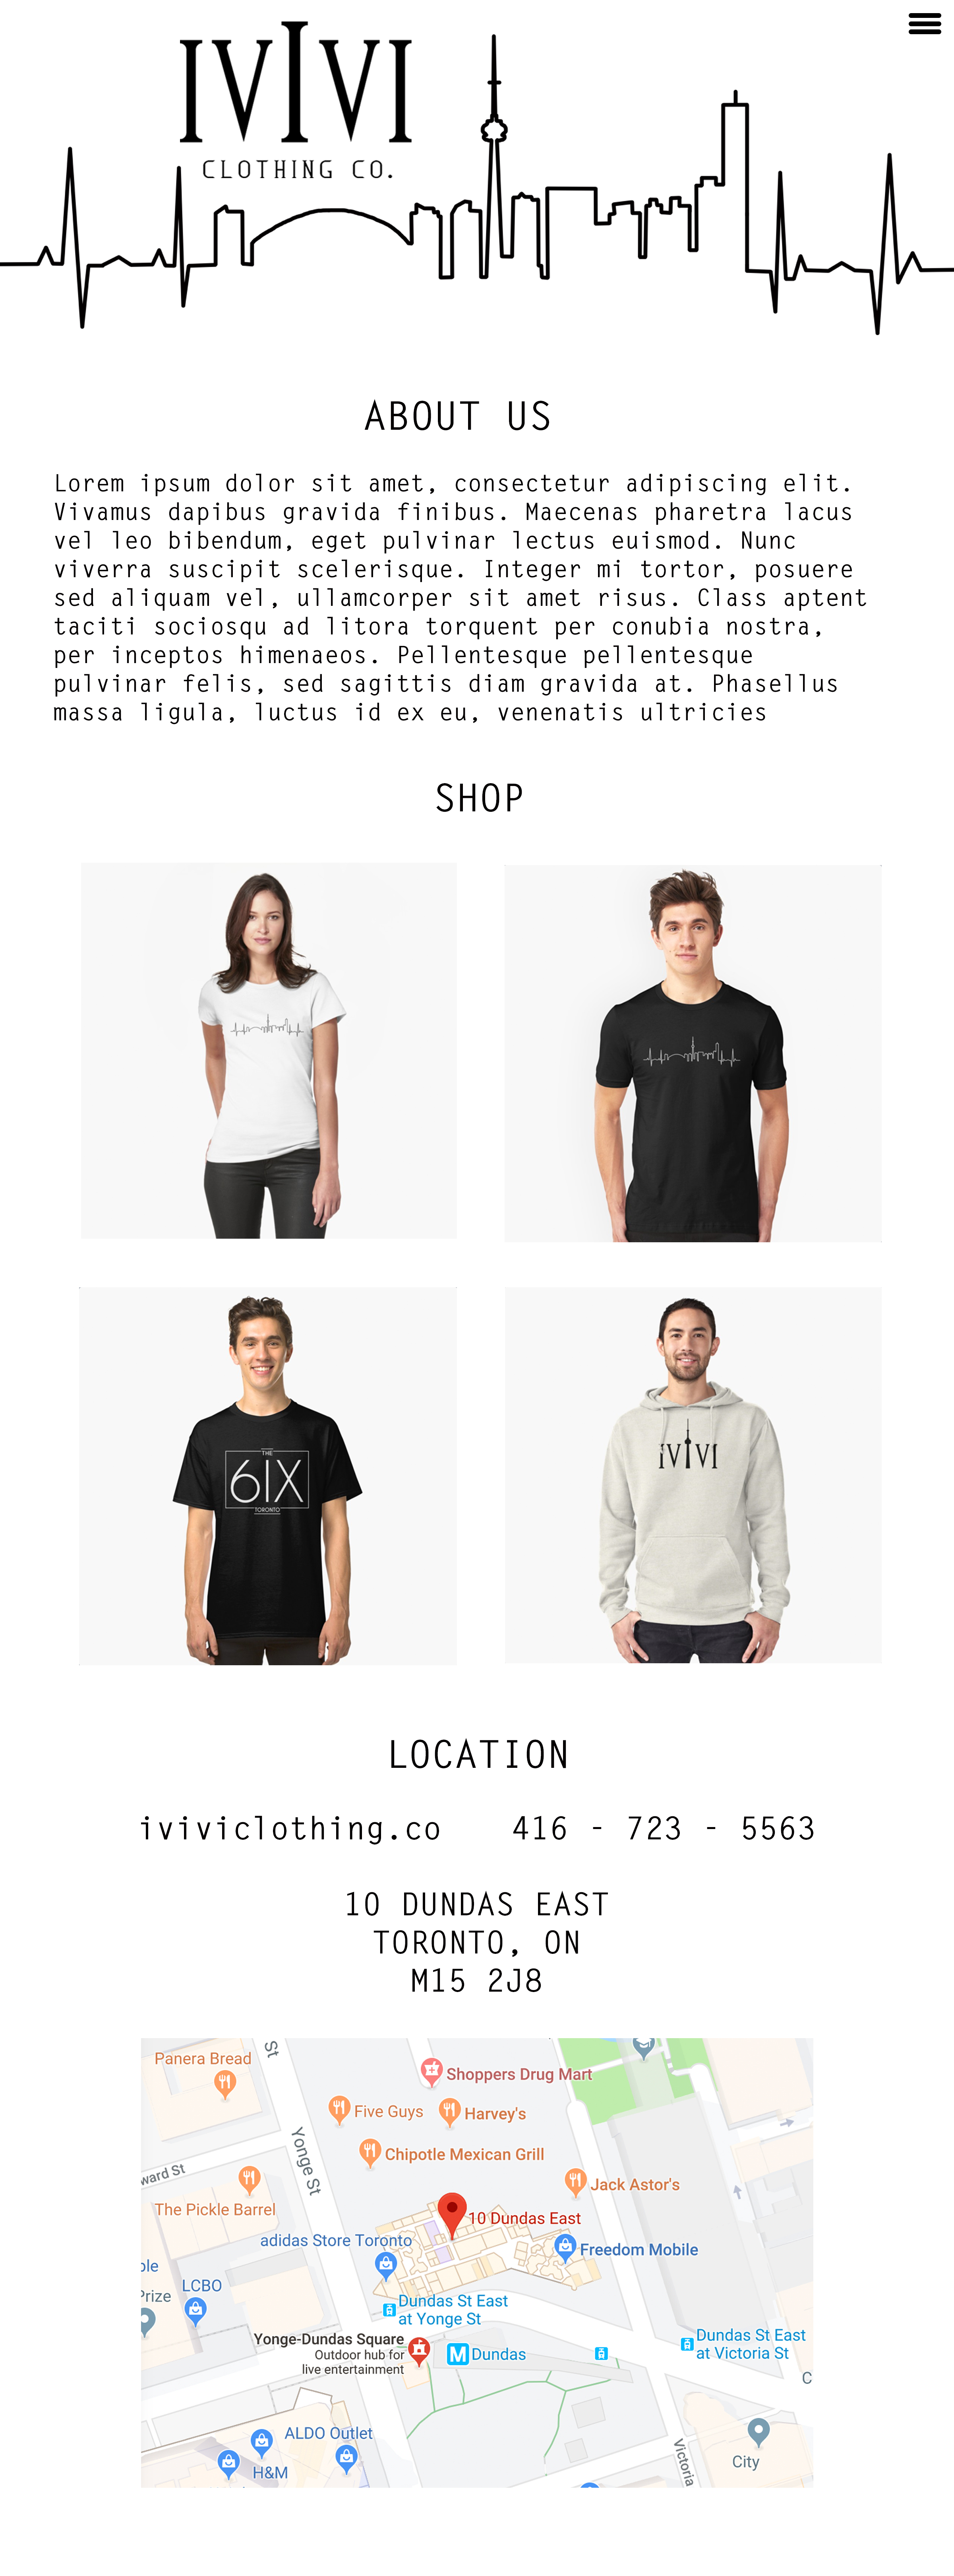 IVIVI
CLOTHING CO.
ABOUT US
Lorem ipsum dolor sit amet, consectetur adipiscing elit.
Vivamus dapibus gravida finibus. Maecenas pharetra lacus
vel leo bibendum, eget pulvinar lectus euismod. Nunc
viverra suscipit scelerisque. Integer mi tortor, posuere
sed aliquam vel, ullamcorper sit amet risus. Class aptent
taciti sociosqu ad litora torquent per conubia nostra,
per inceptos himenaeos. Pellentesque pellentesque
pulvinar felis, sed sagittis diam gravida at. Phasellus
massa ligula, luctus id ex eu, venenatis ultricies
SHOP
THE
6IX
TORONTO
IVIVI
LOCATION
iviviclothing.co 416 - 723 - 5563
10 DUNDAS EAST
TORONTO, ON
M15 2J8
St
Panera Bread
Shoppers Drug Mart
Five Guys
Harvey's
Yonge St
Chipotle Mexican Grill
ward St
Jack Astor's
The Pickle Barrel
10 Dundas East
adidas Store Toronto
Freedom Mobile
ble
LCBO
Prize
Dundas St East
at Yonge St
Yonge-Dundas Square
Outdoor hub for
live entertainment
M Dundas
Dundas St East
at Victoria St
C
ALDO Outlet
H&M
Victoria
City